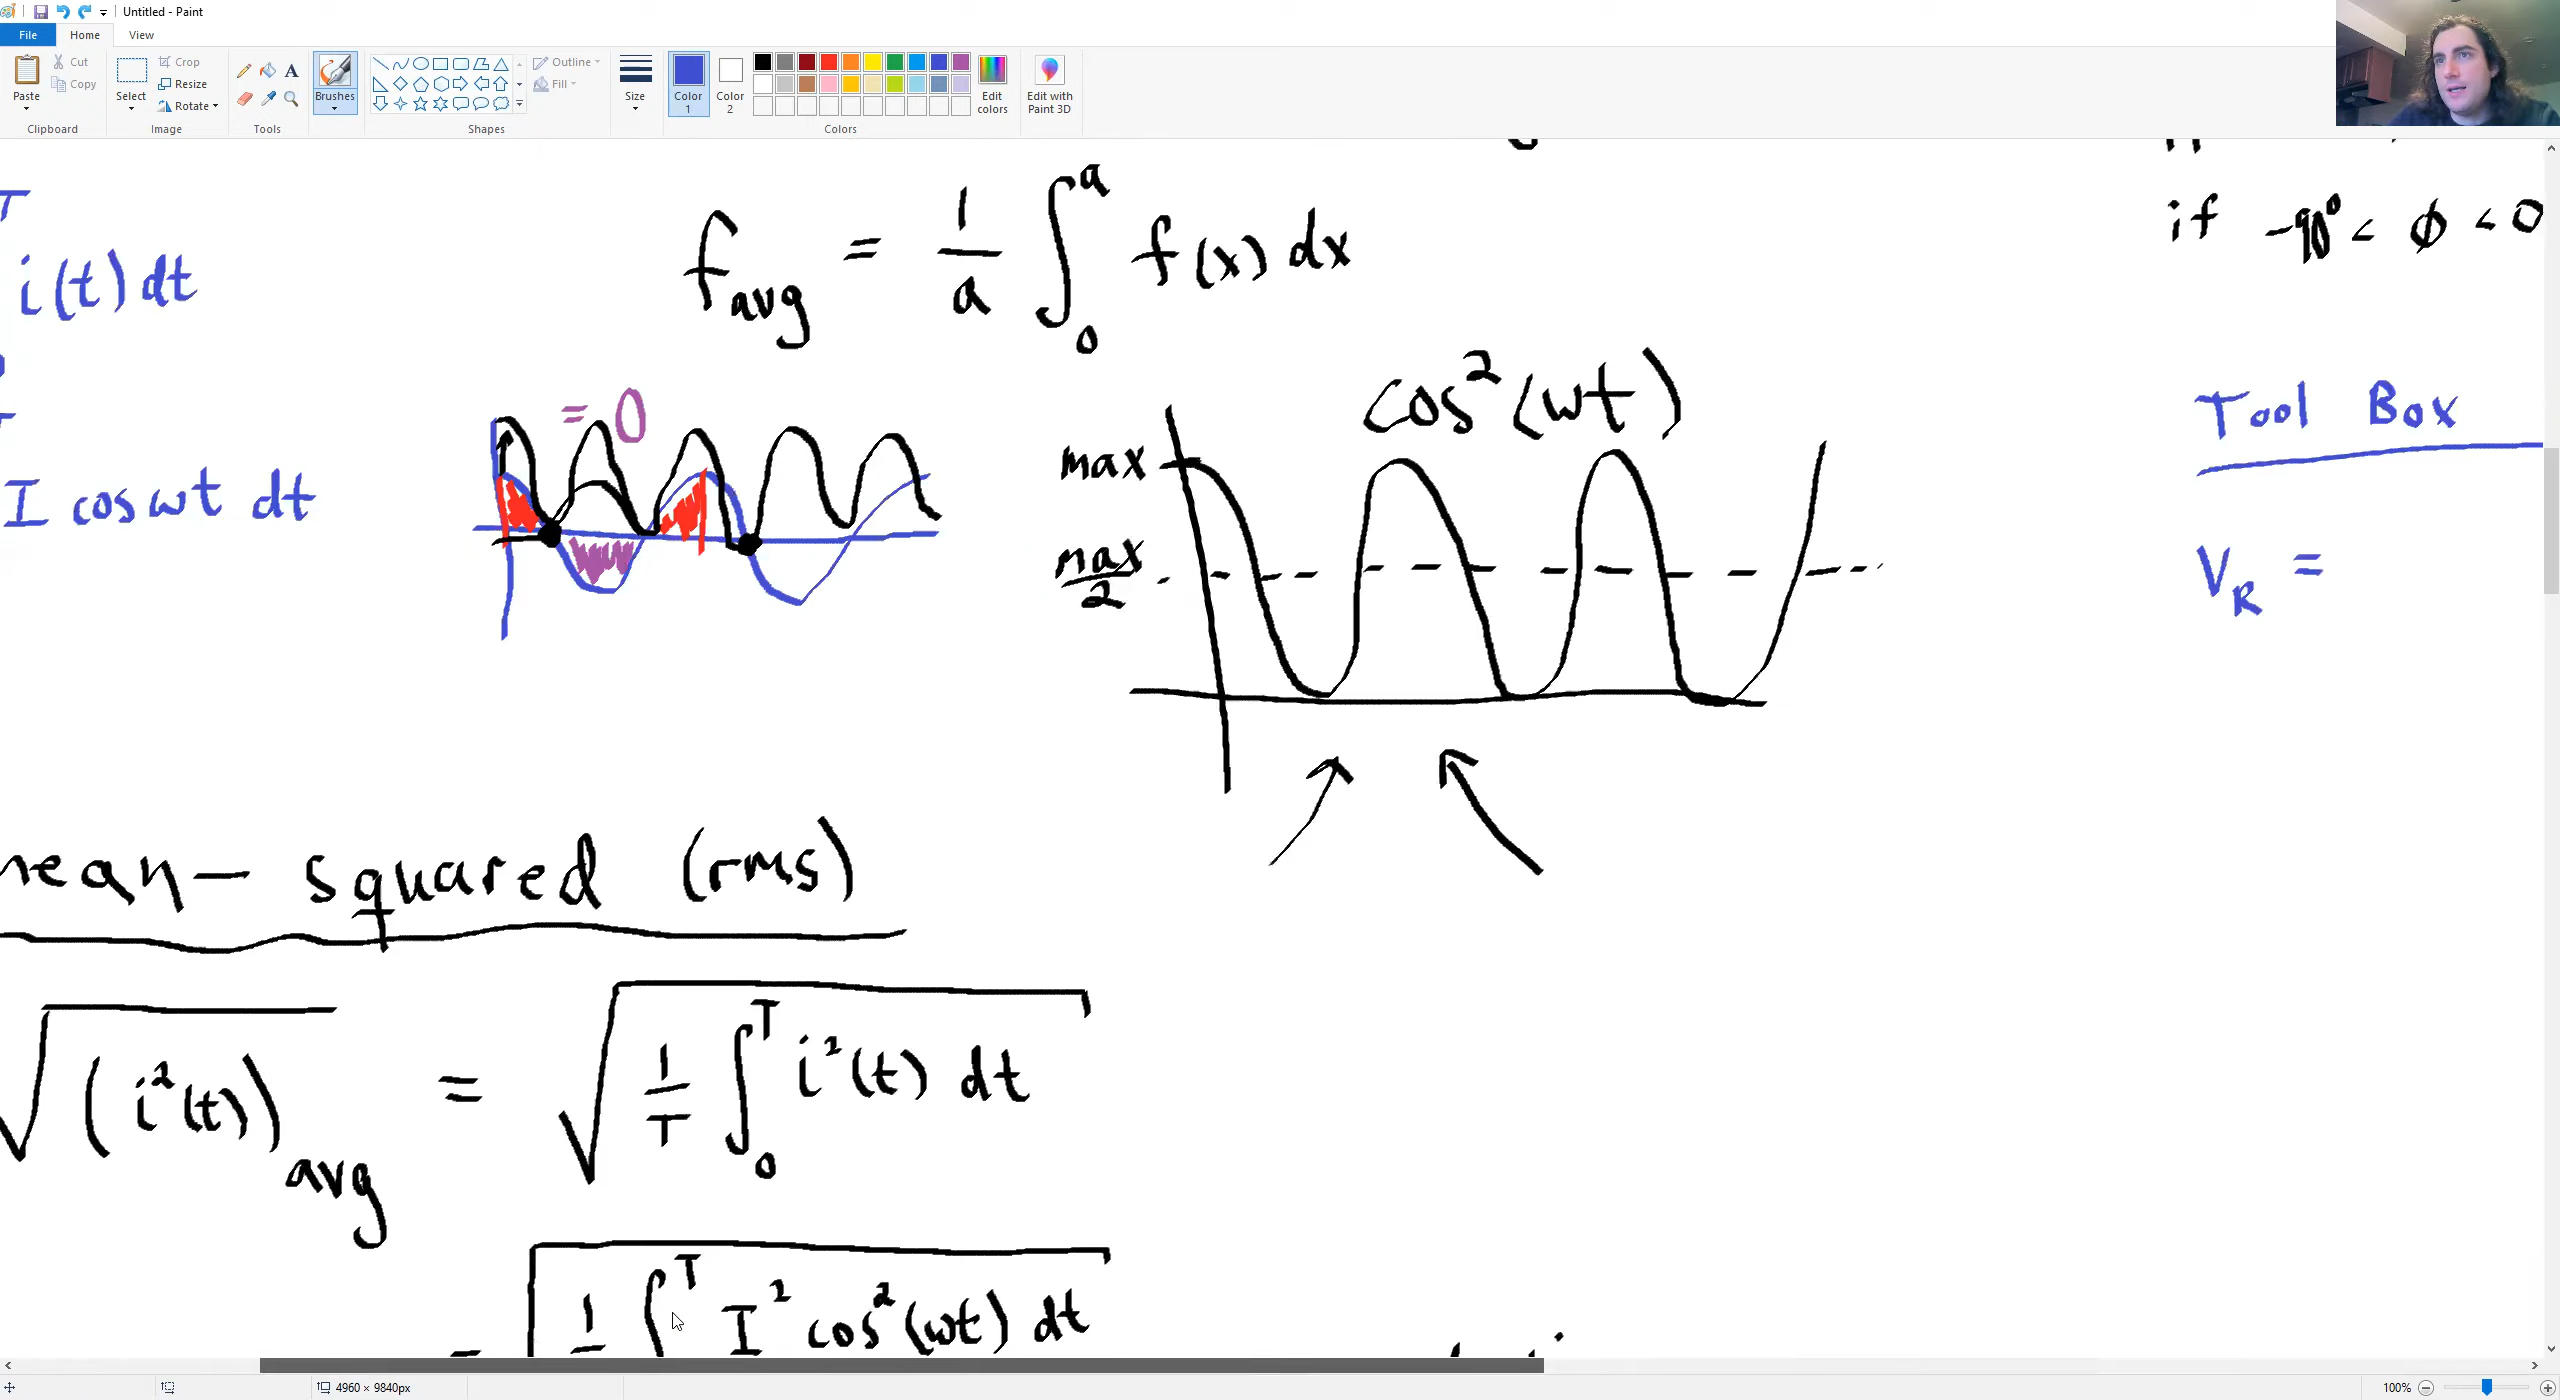 Untitled - Paint
File Home View
Paste Cut Copy Clipboard
Select Crop Resize Rotate Image
Tools
Brushes
Shapes Outline Fill
Size
Color 1 Color 2 Edit colors Colors
Edit with Paint 3D
T
i(t) dt
I cos wt dt
f_avg = 1/a ∫_0^a f(x) dx
= 0
cos²(wt)
max
max/2
if -90° < ϕ < 0
Tool Box
V_R =
mean - squared (rms)
√(i²(t))_avg = √(1/T ∫_0^T i²(t) dt)
= √(1 ∫^T I² cos²(wt) dt
4960 × 9840px
100%